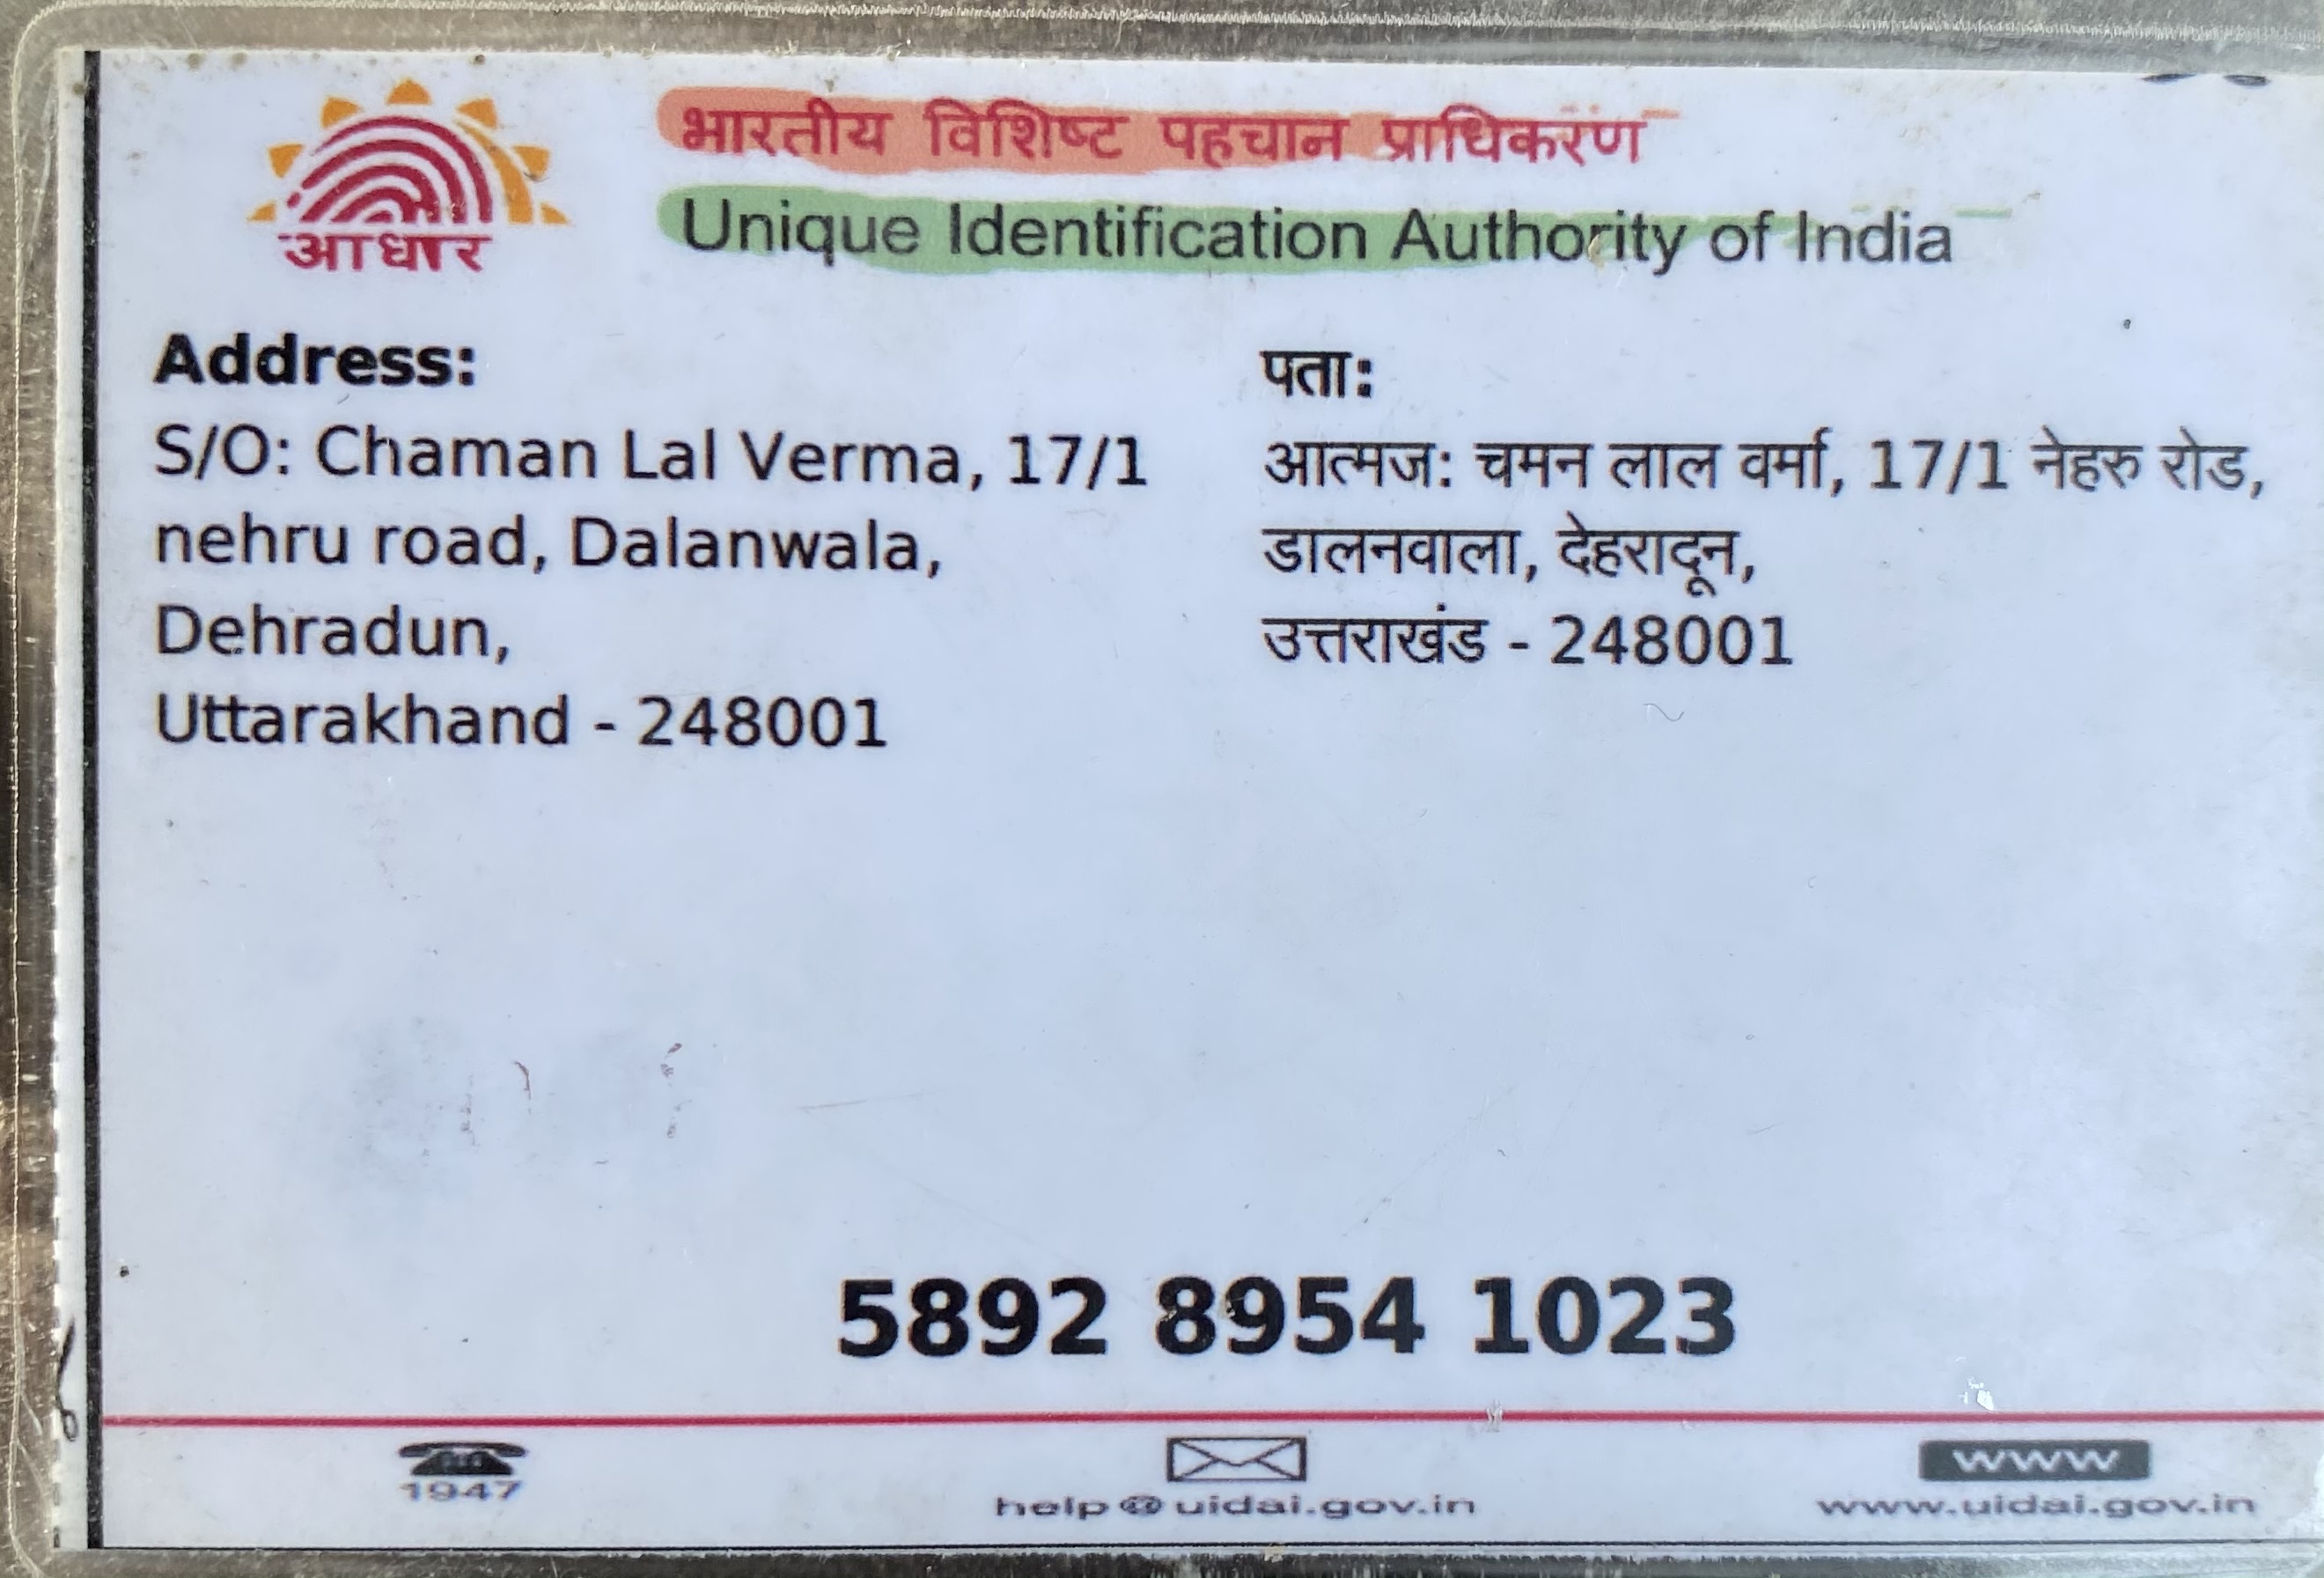 आधार
भारतीय विशिष्ट पहचान प्राधिकरण
Unique Identification Authority of India
Address:
S/O: Chaman Lal Verma, 17/1
nehru road, Dalanwala,
Dehradun,
Uttarakhand - 248001
पता:
आत्मज: चमन लाल वर्मा, 17/1 नेहरु रोड,
डालनवाला, देहरादून,
उत्तराखंड - 248001
5892 8954 1023
1947
help@uidai.gov.in
www
www.uidai.gov.in